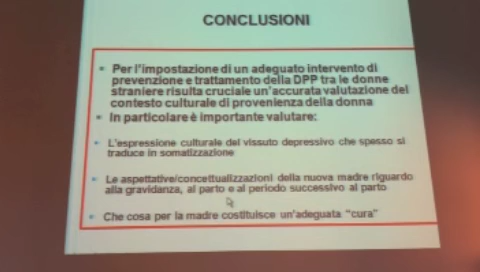 CONCLUSIONI
Per l'impostazione di un adeguato intervento di
prevenzione e trattamento della DPP tra le donne
straniere risulta cruciale un'accurata valutazione del
contesto culturale di provenienza della donna
In particolare è importante valutare:
L'espressione culturale del vissuto depressivo che spesso si
traduce in somatizzazione
Le aspettative/concettualizzazioni della nuova madre riguardo
alla gravidanza, al parto e al periodo successivo al parto
Che cosa per la madre costituisce un'adeguata "cura"